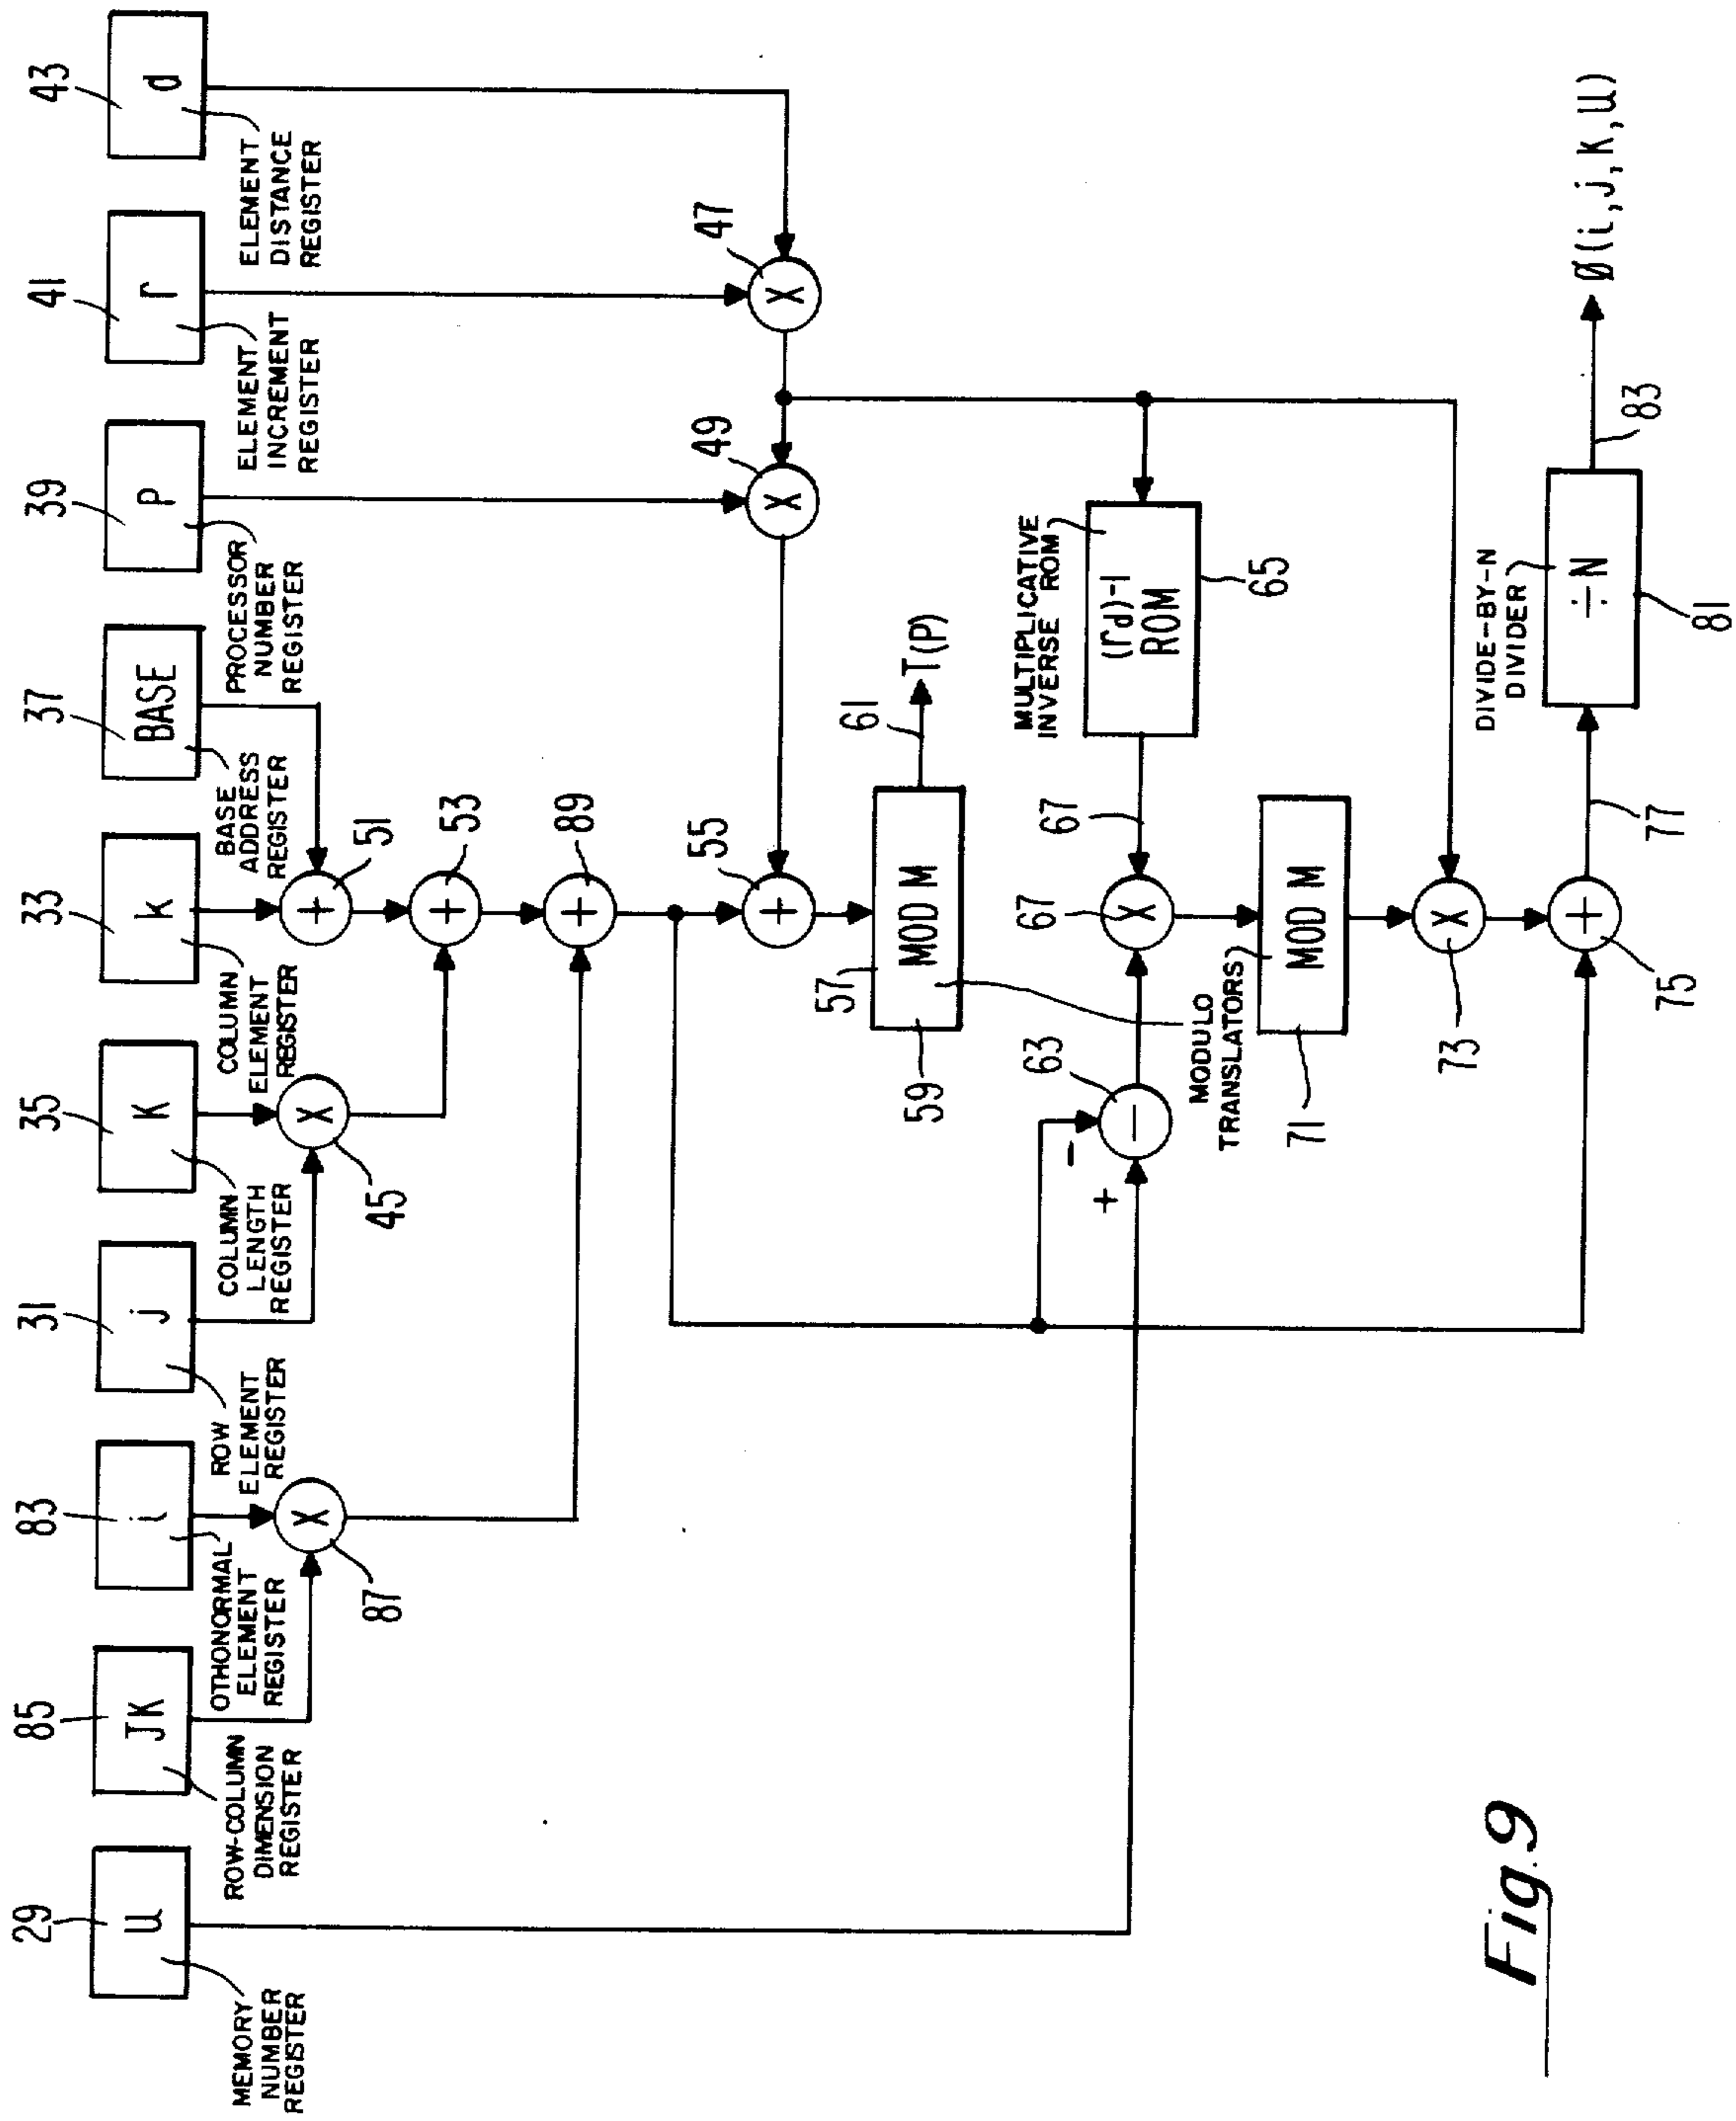 29
85
83
31
35
33
37
39
41
43
u
JK
i
j
K
k
BASE
P
r
d
MEMORY
NUMBER
REGISTER
ROW-COLUMN
DIMENSION
REGISTER
OTHONORMAL
ELEMENT
REGISTER
ROW
ELEMENT
REGISTER
COLUMN
LENGTH
REGISTER
COLUMN
ELEMENT
REGISTER
BASE
ADDRESS
REGISTER
PROCESSOR
NUMBER
REGISTER
ELEMENT
INCREMENT
REGISTER
ELEMENT
DISTANCE
REGISTER
X
87
X
45
+
51
+
53
+
89
+
55
X
49
X
47
57
MOD M
59
61
T(P)
MULTIPLICATIVE
INVERSE ROM
(rd)-1
ROM
65
+
-
-
63
67
X
67
MODULO
TRANSLATORS
MOD M
71
X
73
+
75
77
DIVIDE-BY-N
DIVIDER
÷N
81
83
Ø(i,j,K,u)
Fig.9